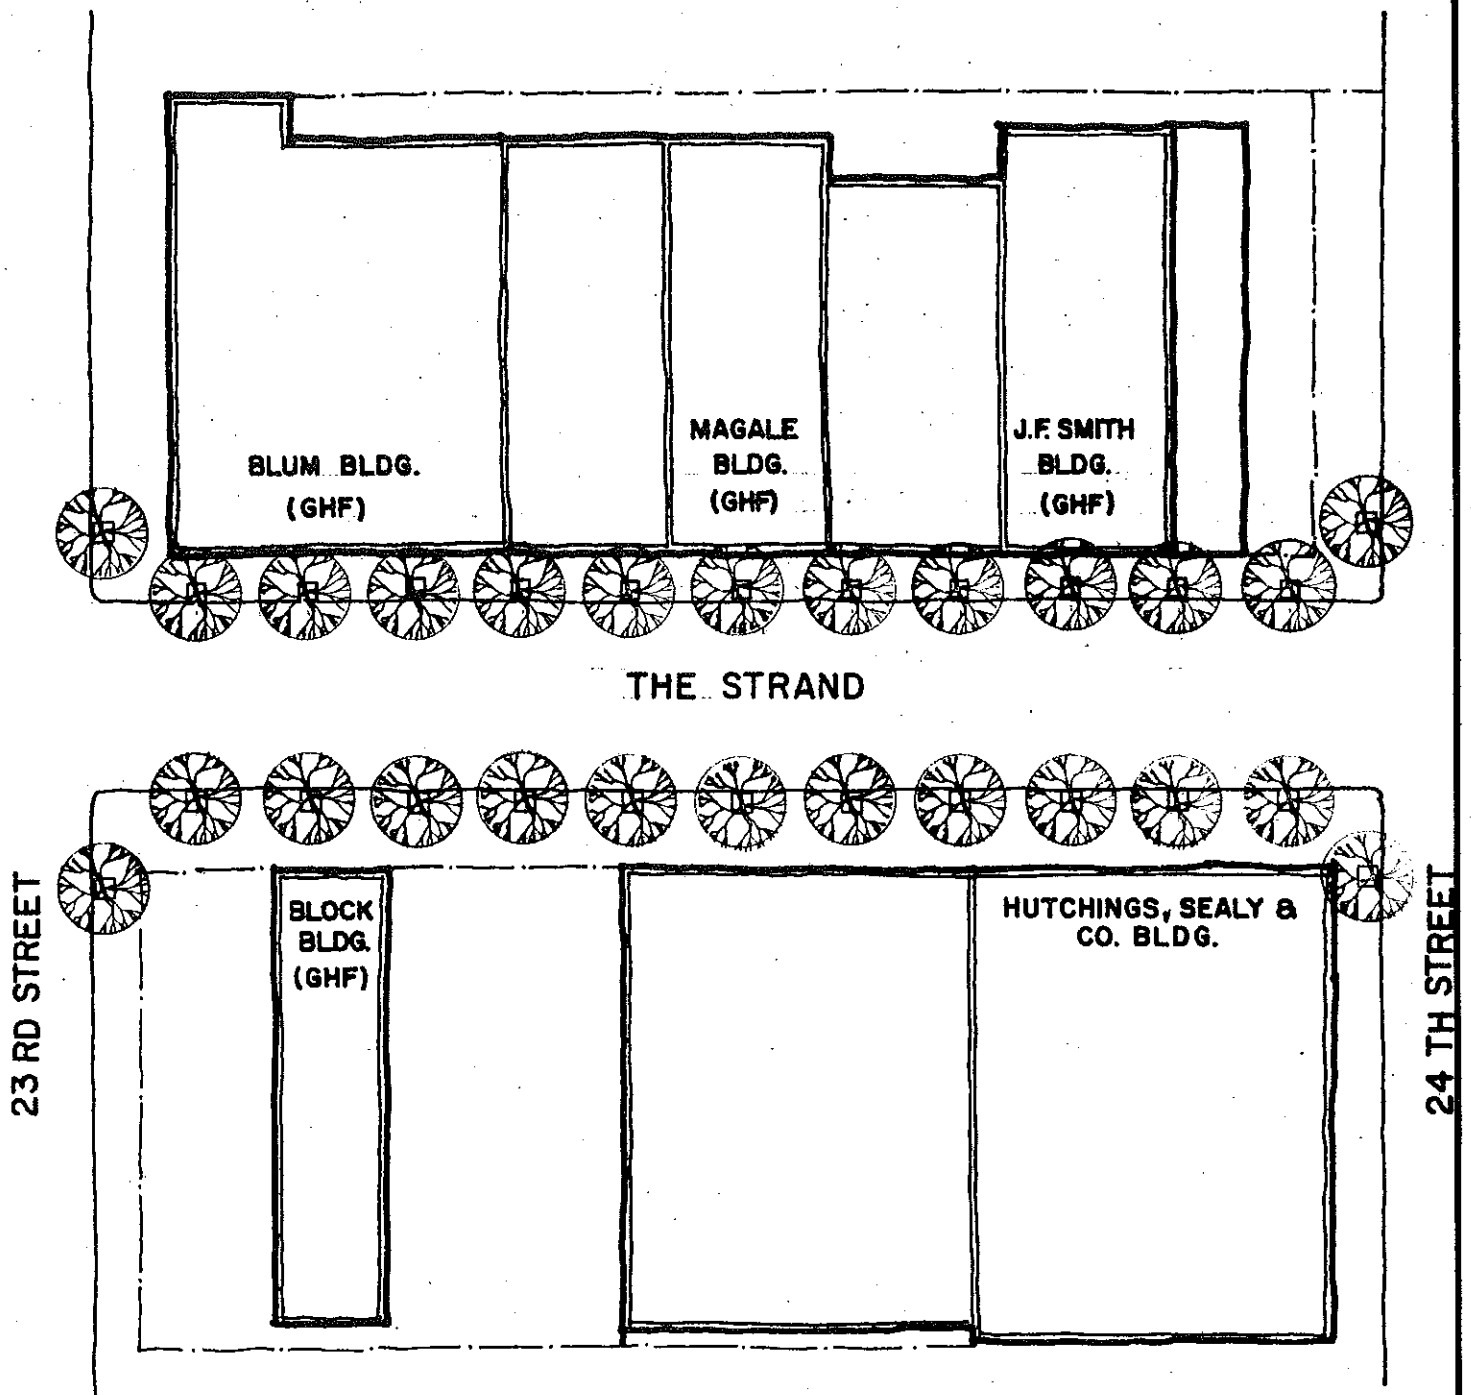 BLUM BLDG.
(GHF)
MAGALE
BLDG.
(GHF)
J.F. SMITH
BLDG.
(GHF)
THE STRAND
BLOCK
BLDG.
(GHF)
HUTCHINGS, SEALY &
CO. BLDG.
23 RD STREET
24 TH STREET